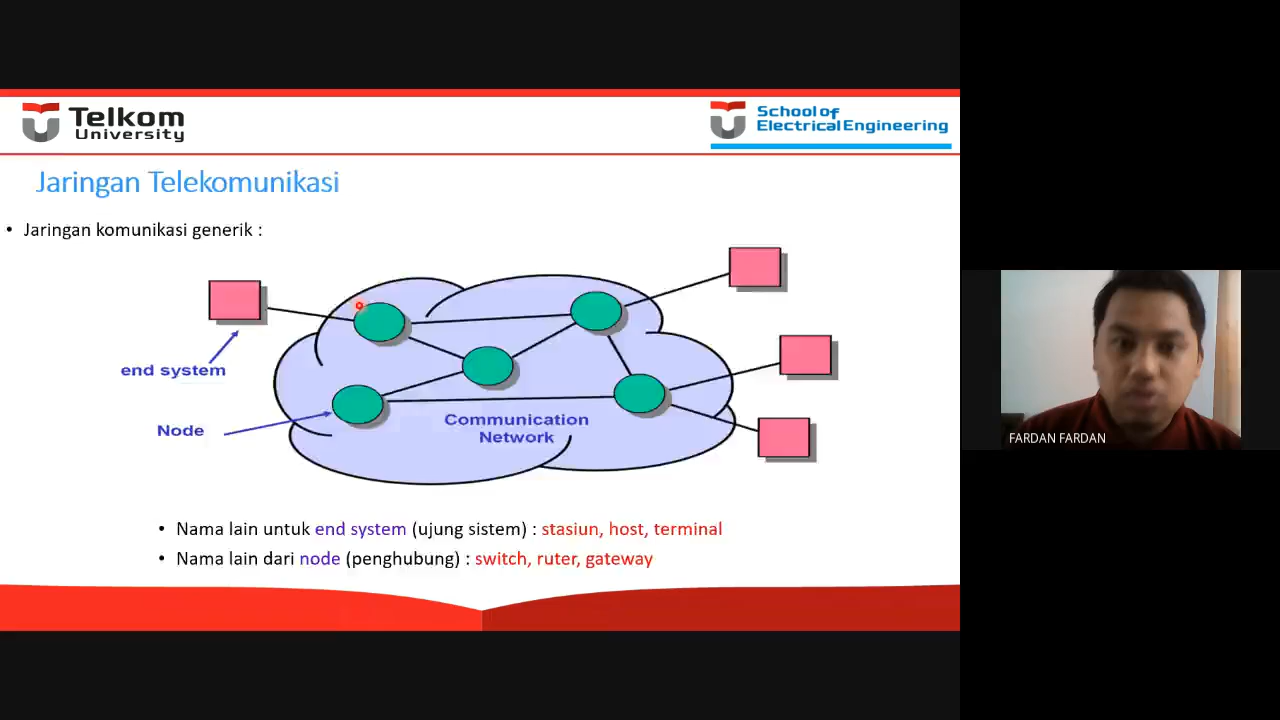 Telkom
University
School of
Electrical Engineering
Jaringan Telekomunikasi
• Jaringan komunikasi generik :
end system
Node
Communication
Network
• Nama lain untuk end system (ujung sistem) : stasiun, host, terminal
• Nama lain dari node (penghubung) : switch, ruter, gateway
FARDAN FARDAN